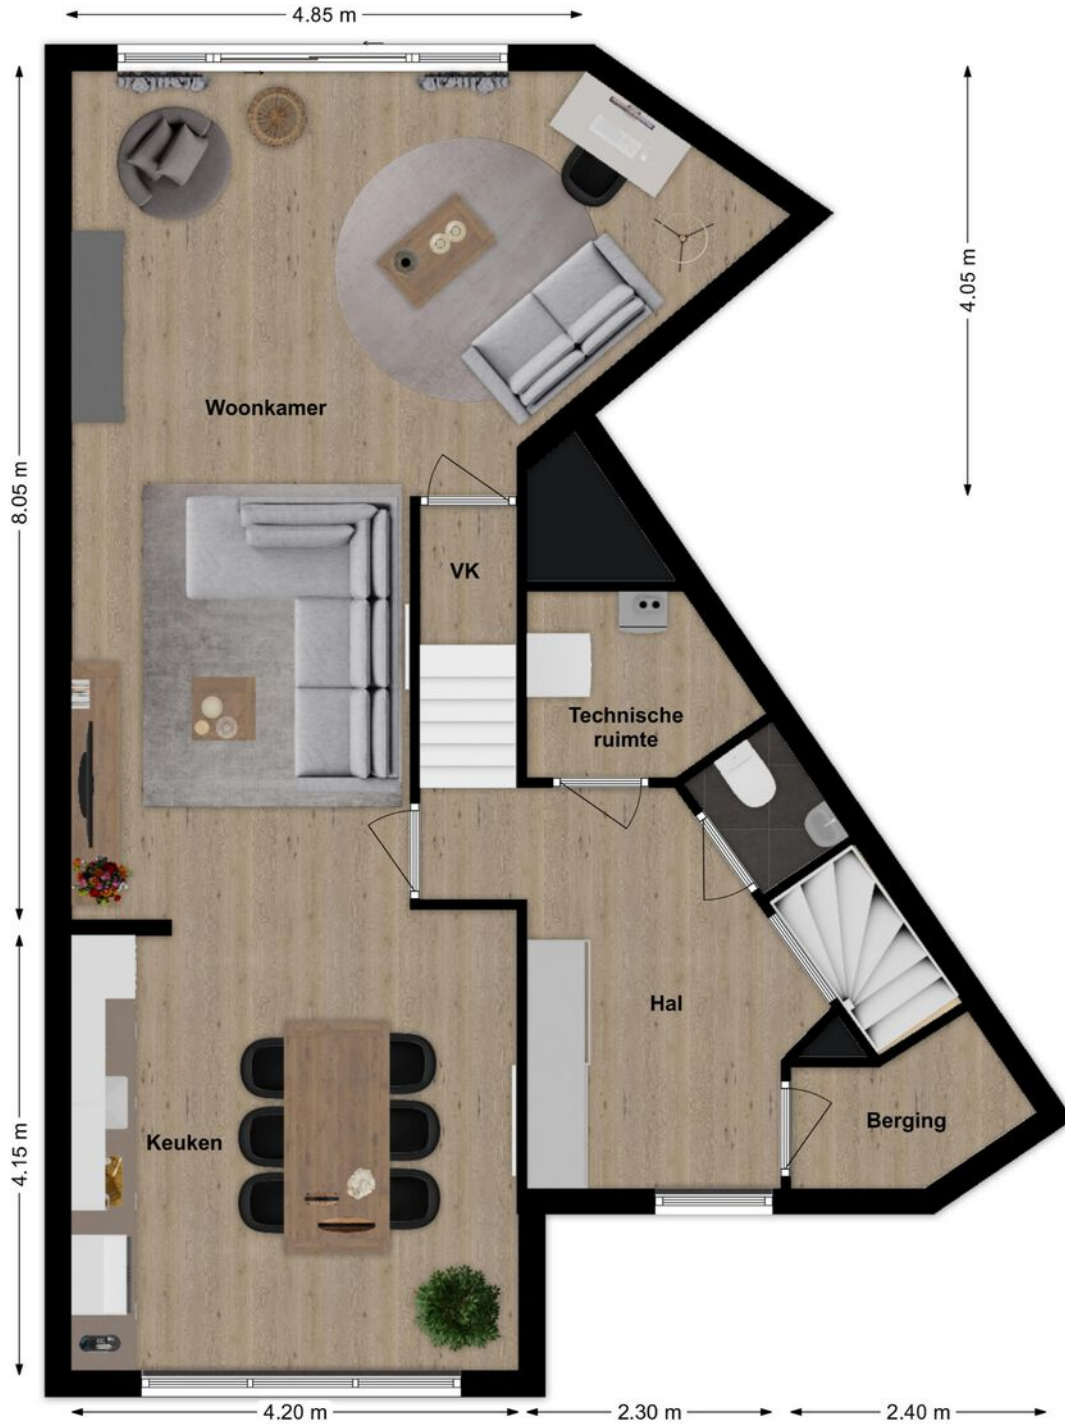 4.85 m
4.05 m
Woonkamer
8.05 m
VK
Technische
ruimte
Hal
Berging
Keuken
4.15 m
4.20 m
2.30 m
2.40 m